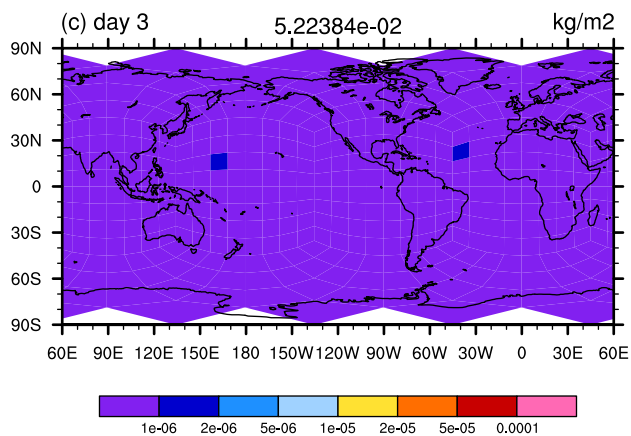 (c) day 3 5.22384e-02 kg/m2
90N
60N
30N
0
30S
60S
90S
60E 90E 120E 150E 180 150W 120W 90W 60W 30W 0 30E 60E
1e-06 2e-06 5e-06 1e-05 2e-05 5e-05 0.0001